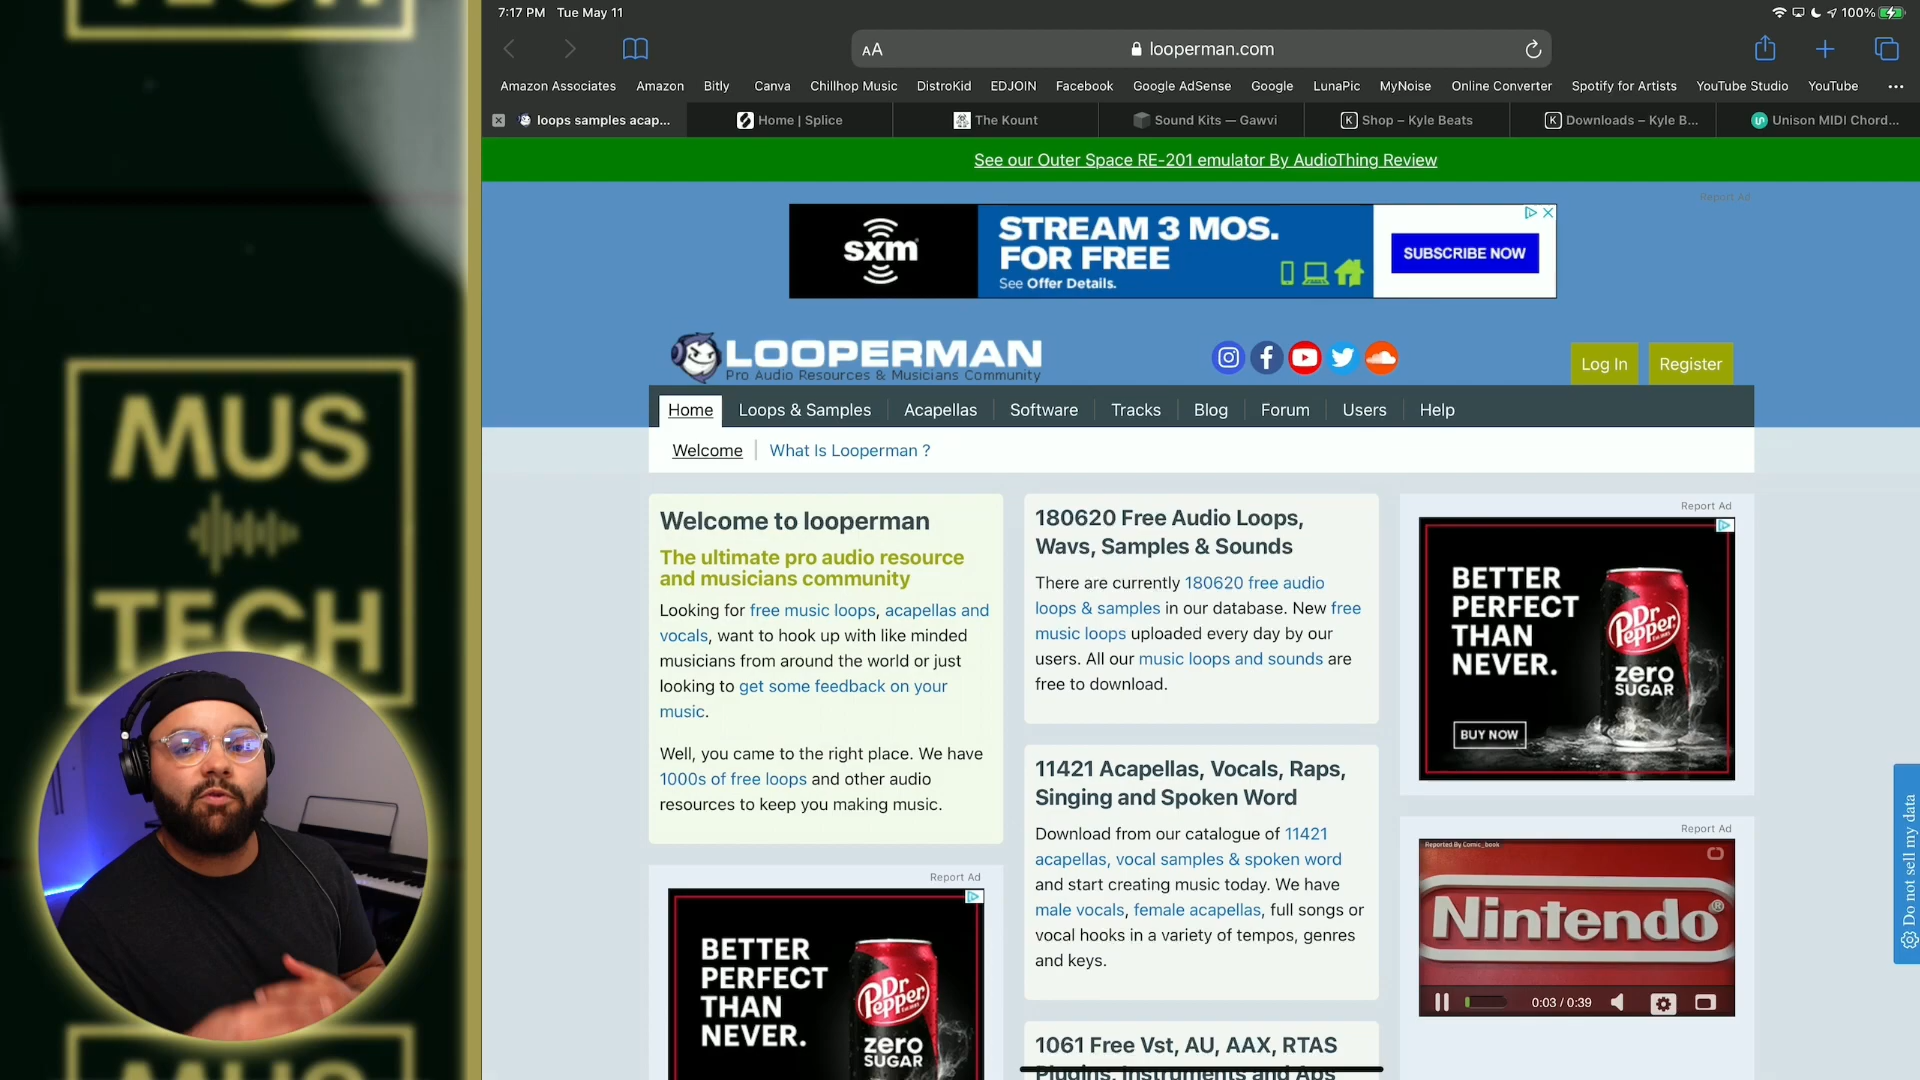 MUS
TECH
7:17 PM Tue May 11
100%
AA
looperman.com
Amazon Associates Amazon Bitly Canva Chillhop Music DistroKid EDJOIN Facebook Google AdSense Google LunaPic MyNoise Online Converter Spotify for Artists YouTube Studio YouTube
loops samples acap...
Home | Splice
The Kount
Sound Kits — Gawvi
Shop – Kyle Beats
Downloads – Kyle B...
Unison MIDI Chord...
See our Outer Space RE-201 emulator By AudioThing Review
Report Ad
sxm
STREAM 3 MOS.
FOR FREE
See Offer Details.
SUBSCRIBE NOW
LOOPERMAN
Pro Audio Resources & Musicians Community
Log In
Register
Home Loops & Samples Acapellas Software Tracks Blog Forum Users Help
Welcome What Is Looperman ?
Welcome to looperman
The ultimate pro audio resource
and musicians community
Looking for free music loops, acapellas and
vocals, want to hook up with like minded
musicians from around the world or just
looking to get some feedback on your
music.
Well, you came to the right place. We have
1000s of free loops and other audio
resources to keep you making music.
Report Ad
BETTER
PERFECT
THAN
NEVER.
Dr Pepper
zero
SUGAR
180620 Free Audio Loops,
Wavs, Samples & Sounds
There are currently 180620 free audio
loops & samples in our database. New free
music loops uploaded every day by our
users. All our music loops and sounds are
free to download.
11421 Acapellas, Vocals, Raps,
Singing and Spoken Word
Download from our catalogue of 11421
acapellas, vocal samples & spoken word
and start creating music today. We have
male vocals, female acapellas, full songs or
vocal hooks in a variety of tempos, genres
and keys.
1061 Free Vst, AU, AAX, RTAS
Plugins, Instruments and Aps
Report Ad
BETTER
PERFECT
THAN
NEVER.
Dr Pepper
zero
SUGAR
BUY NOW
Report Ad
Reported By Comic_book
Nintendo®
0:03 / 0:39
Do not sell my data